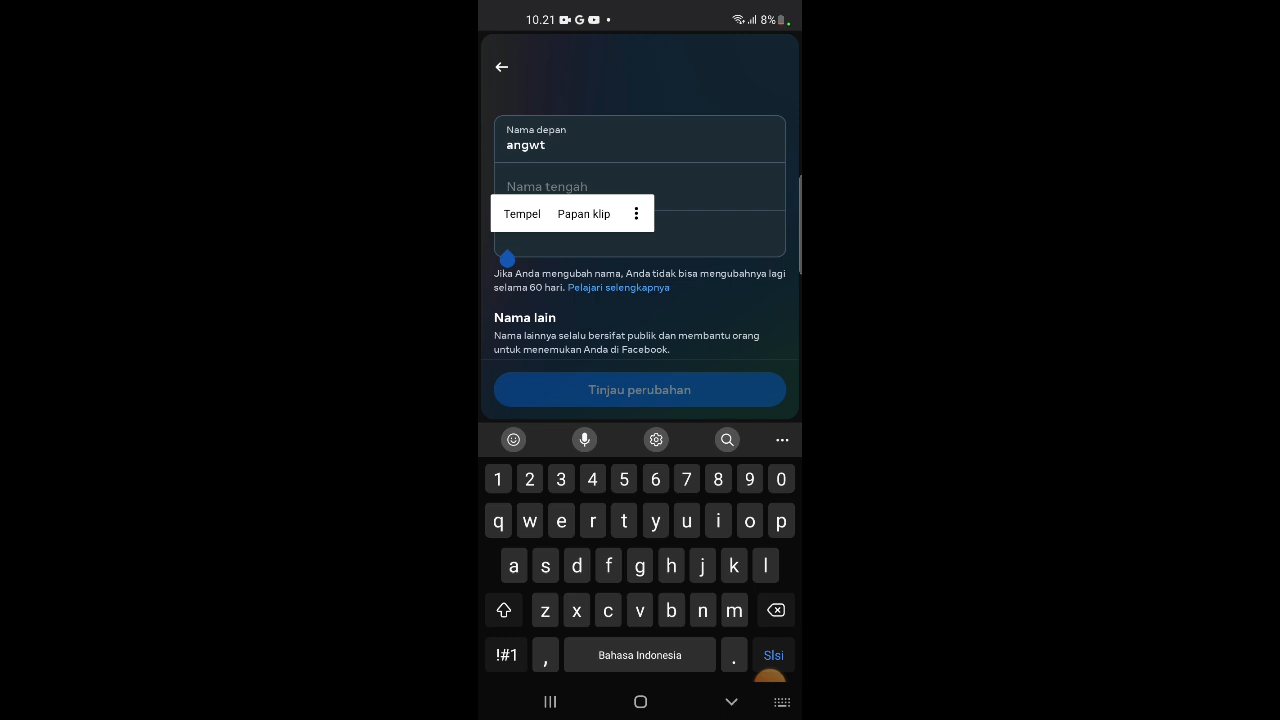 10.21
8%
Nama depan
angwt
Nama tengah
Tempel Papan klip
Jika Anda mengubah nama, Anda tidak bisa mengubahnya lagi
selama 60 hari. Pelajari selengkapnya
Nama lain
Nama lainnya selalu bersifat publik dan membantu orang
untuk menemukan Anda di Facebook.
Tinjau perubahan
1 2 3 4 5 6 7 8 9 0
q w e r t y u i o p
a s d f g h j k l
z x c v b n m
!#1 , Bahasa Indonesia . Slsi